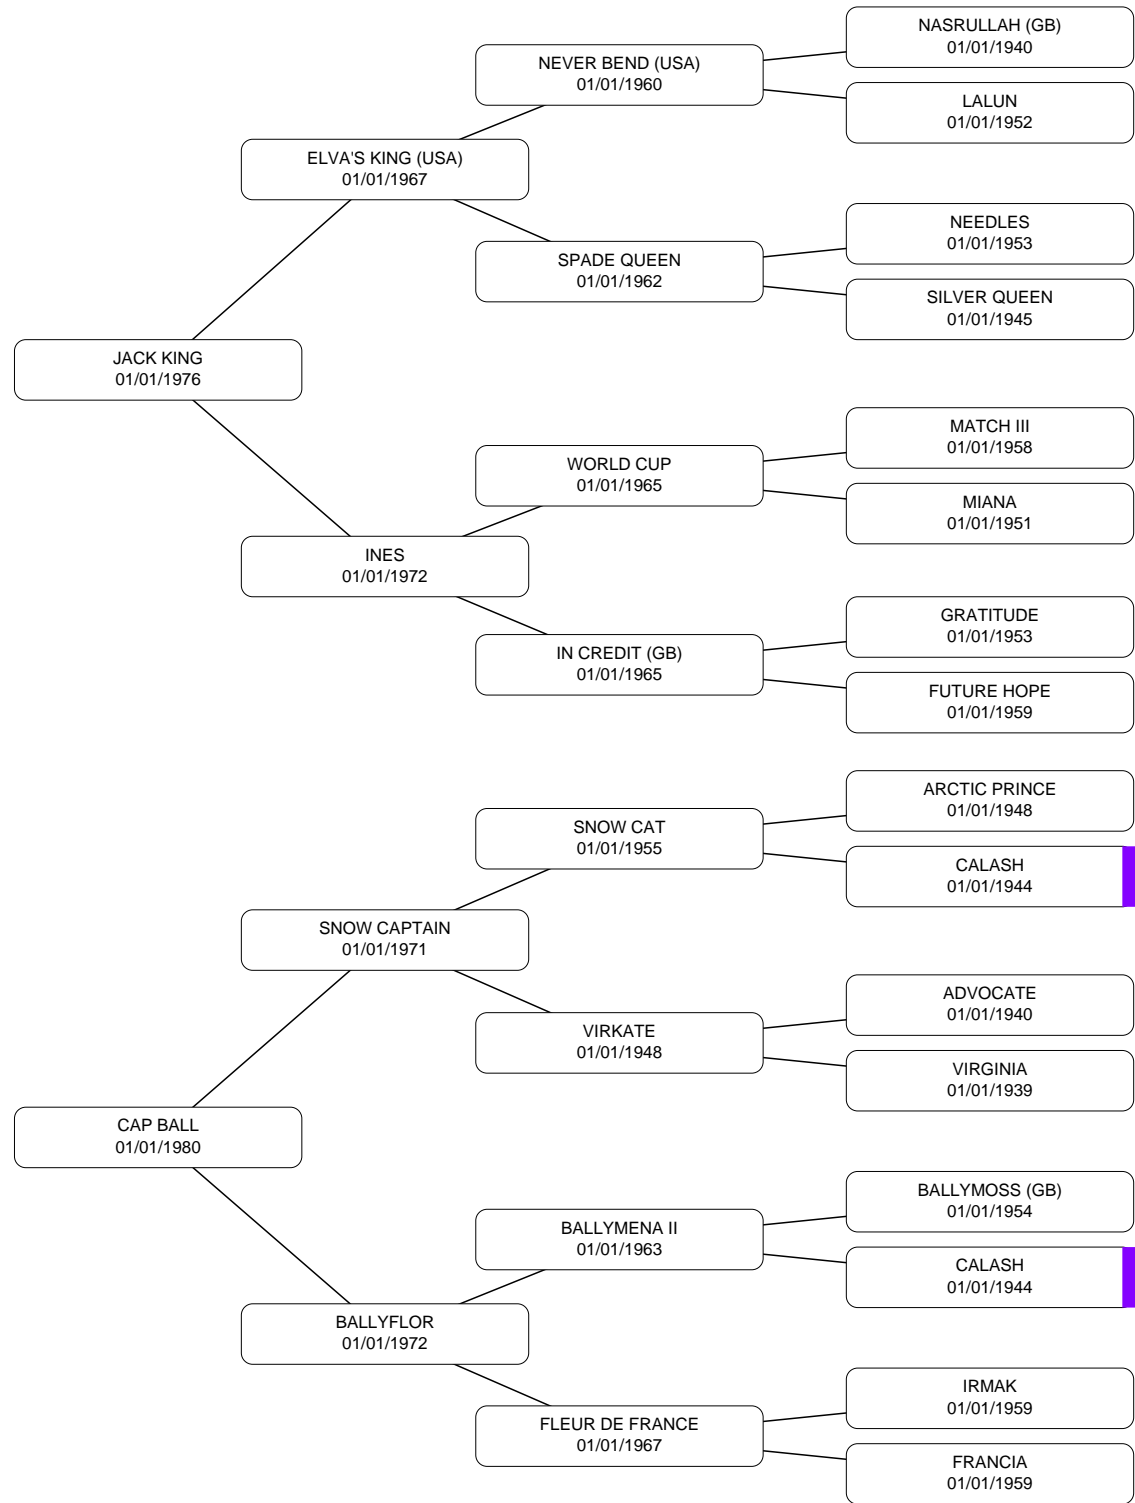 NASRULLAH (GB)
01/01/1940
NEVER BEND (USA)
01/01/1960
LALUN
01/01/1952
ELVA'S KING (USA)
01/01/1967
NEEDLES
01/01/1953
SPADE QUEEN
01/01/1962
SILVER QUEEN
01/01/1945
JACK KING
01/01/1976
MATCH III
01/01/1958
WORLD CUP
01/01/1965
MIANA
01/01/1951
INES
01/01/1972
GRATITUDE
01/01/1953
IN CREDIT (GB)
01/01/1965
FUTURE HOPE
01/01/1959
ARCTIC PRINCE
01/01/1948
SNOW CAT
01/01/1955
CALASH
01/01/1944
SNOW CAPTAIN
01/01/1971
ADVOCATE
01/01/1940
VIRKATE
01/01/1948
VIRGINIA
01/01/1939
CAP BALL
01/01/1980
BALLYMOSS (GB)
01/01/1954
BALLYMENA II
01/01/1963
CALASH
01/01/1944
BALLYFLOR
01/01/1972
IRMAK
01/01/1959
FLEUR DE FRANCE
01/01/1967
FRANCIA
01/01/1959